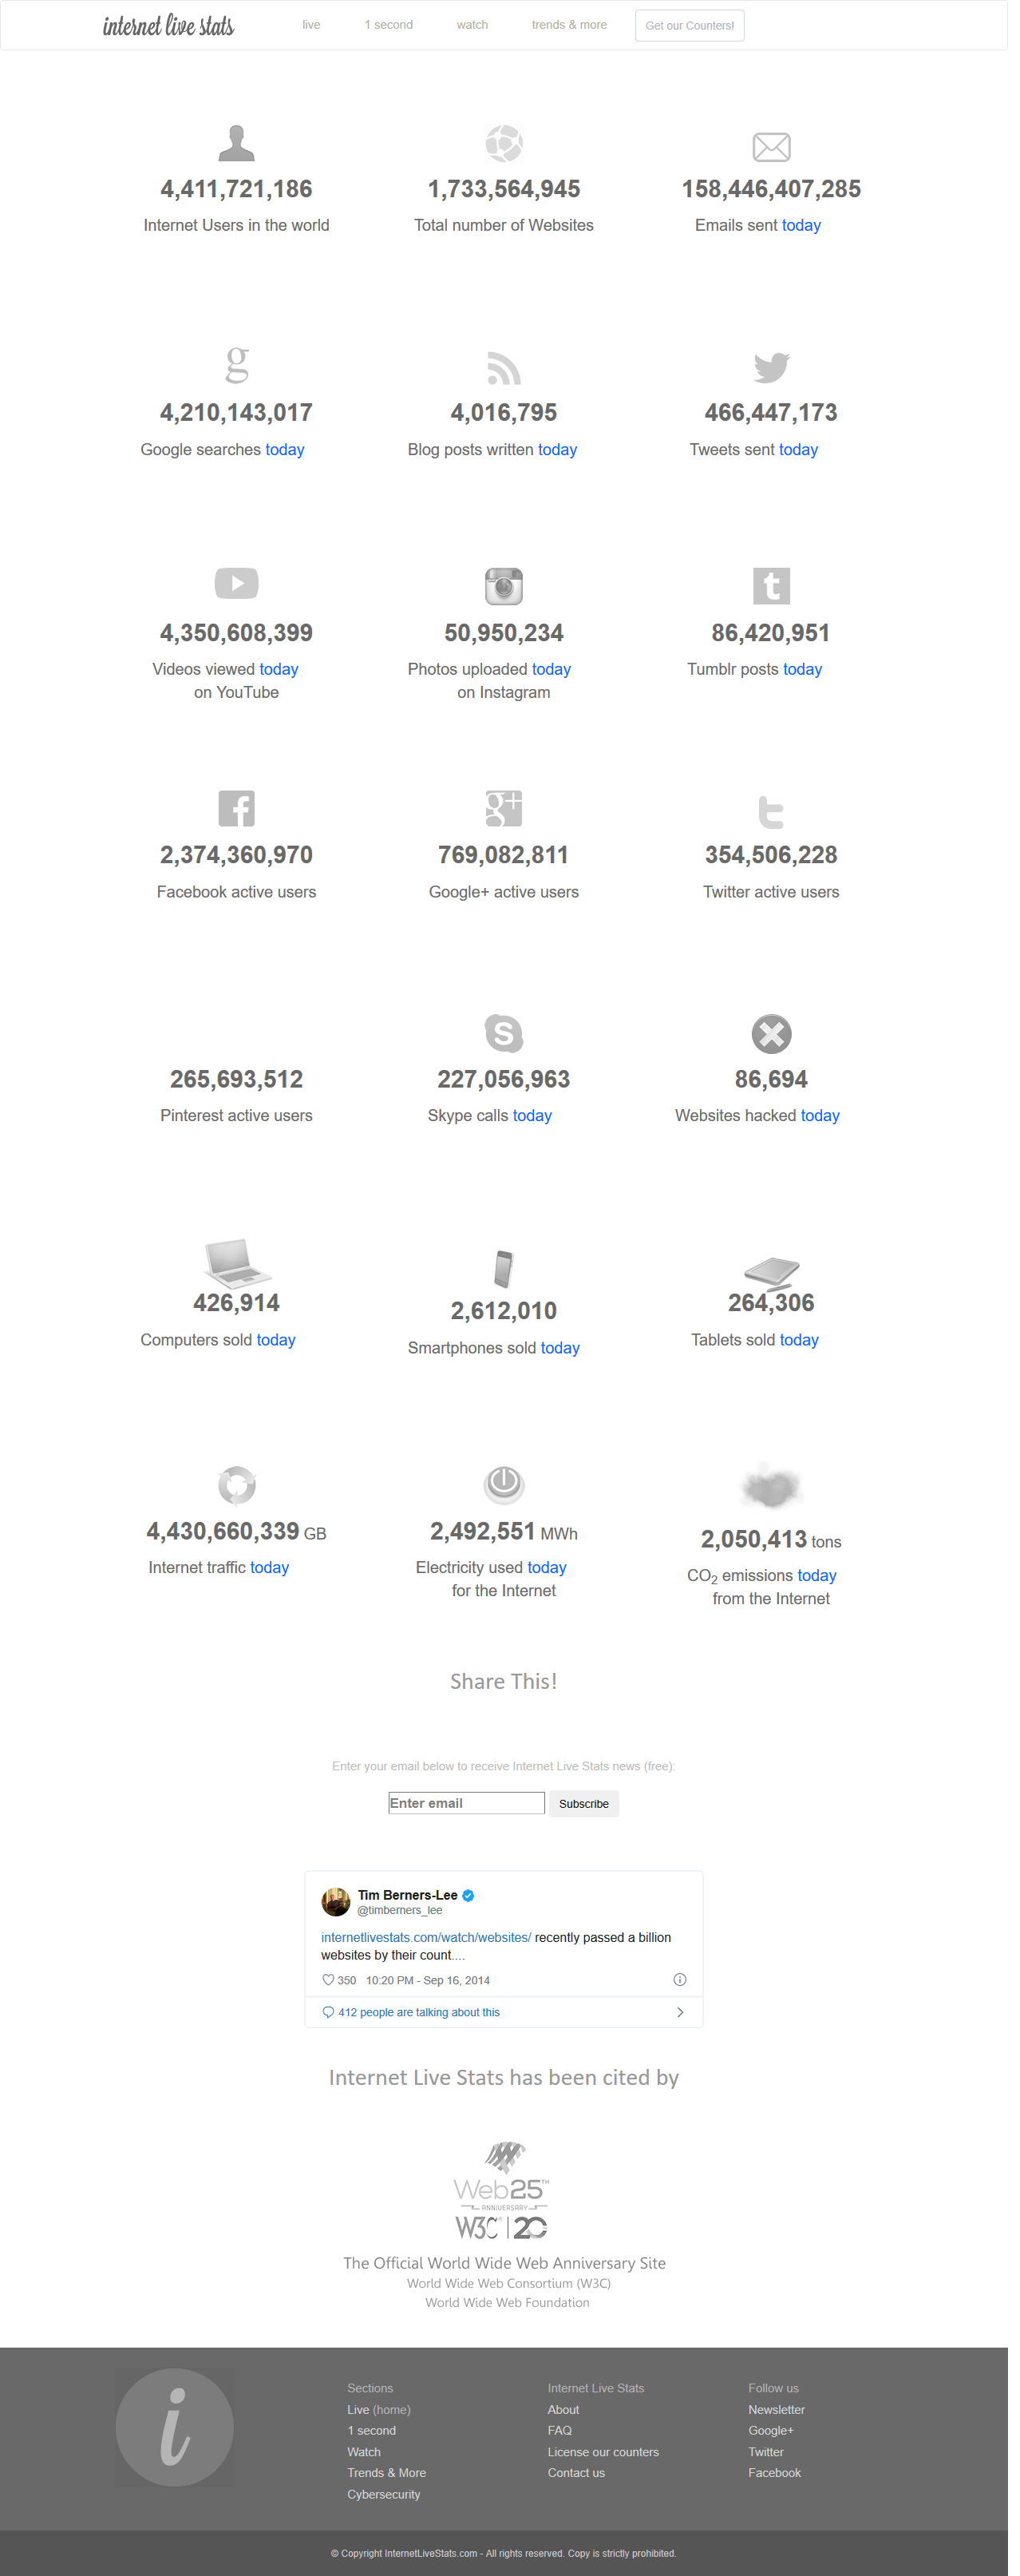 internet live stats
live
1 second
watch
trends & more
Get our Counters!
4,411,721,186
Internet Users in the world
1,733,564,945
Total number of Websites
158,446,407,285
Emails sent today
g
4,210,143,017
Google searches today
4,016,795
Blog posts written today
466,447,173
Tweets sent today
4,350,608,399
Videos viewed today
on YouTube
50,950,234
Photos uploaded today
on Instagram
t
86,420,951
Tumblr posts today
f
2,374,360,970
Facebook active users
g+
769,082,811
Google+ active users
t
354,506,228
Twitter active users
265,693,512
Pinterest active users
S
227,056,963
Skype calls today
86,694
Websites hacked today
426,914
Computers sold today
2,612,010
Smartphones sold today
264,306
Tablets sold today
4,430,660,339 GB
Internet traffic today
2,492,551 MWh
Electricity used today
for the Internet
2,050,413 tons
CO2 emissions today
from the Internet
Share This!
Enter your email below to receive Internet Live Stats news (free):
Enter email
Subscribe
Tim Berners-Lee
@timberners_lee
internetlivestats.com/watch/websites/ recently passed a billion
websites by their count....
350 10:20 PM - Sep 16, 2014
412 people are talking about this
Internet Live Stats has been cited by
Web25TH
ANNIVERSARY
W3C | 20
The Official World Wide Web Anniversary Site
World Wide Web Consortium (W3C)
World Wide Web Foundation
i
Sections
Live (home)
1 second
Watch
Trends & More
Cybersecurity
Internet Live Stats
About
FAQ
License our counters
Contact us
Follow us
Newsletter
Google+
Twitter
Facebook
© Copyright InternetLiveStats.com - All rights reserved. Copy is strictly prohibited.